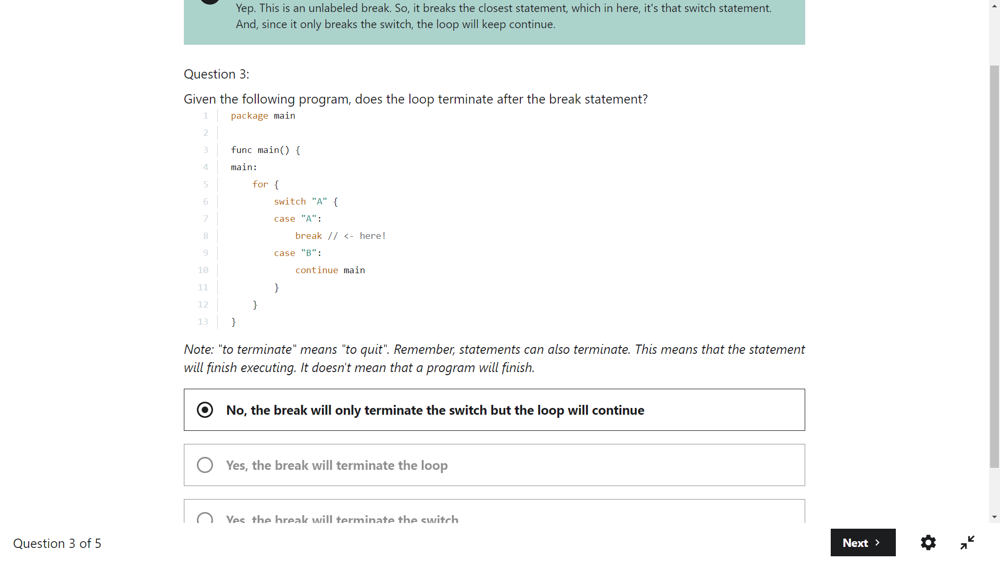 Yep. This is an unlabeled break. So, it breaks the closest statement, which in here, it's that switch statement.
And, since it only breaks the switch, the loop will keep continue.
Question 3:
Given the following program, does the loop terminate after the break statement?
1 package main
2
3 func main() {
4 main:
5 for {
6 switch "A" {
7 case "A":
8 break // <- here!
9 case "B":
10 continue main
11 }
12 }
13 }
Note: "to terminate" means "to quit". Remember, statements can also terminate. This means that the statement
will finish executing. It doesn't mean that a program will finish.
No, the break will only terminate the switch but the loop will continue
Yes, the break will terminate the loop
Yes, the break will terminate the switch
Question 3 of 5
Next